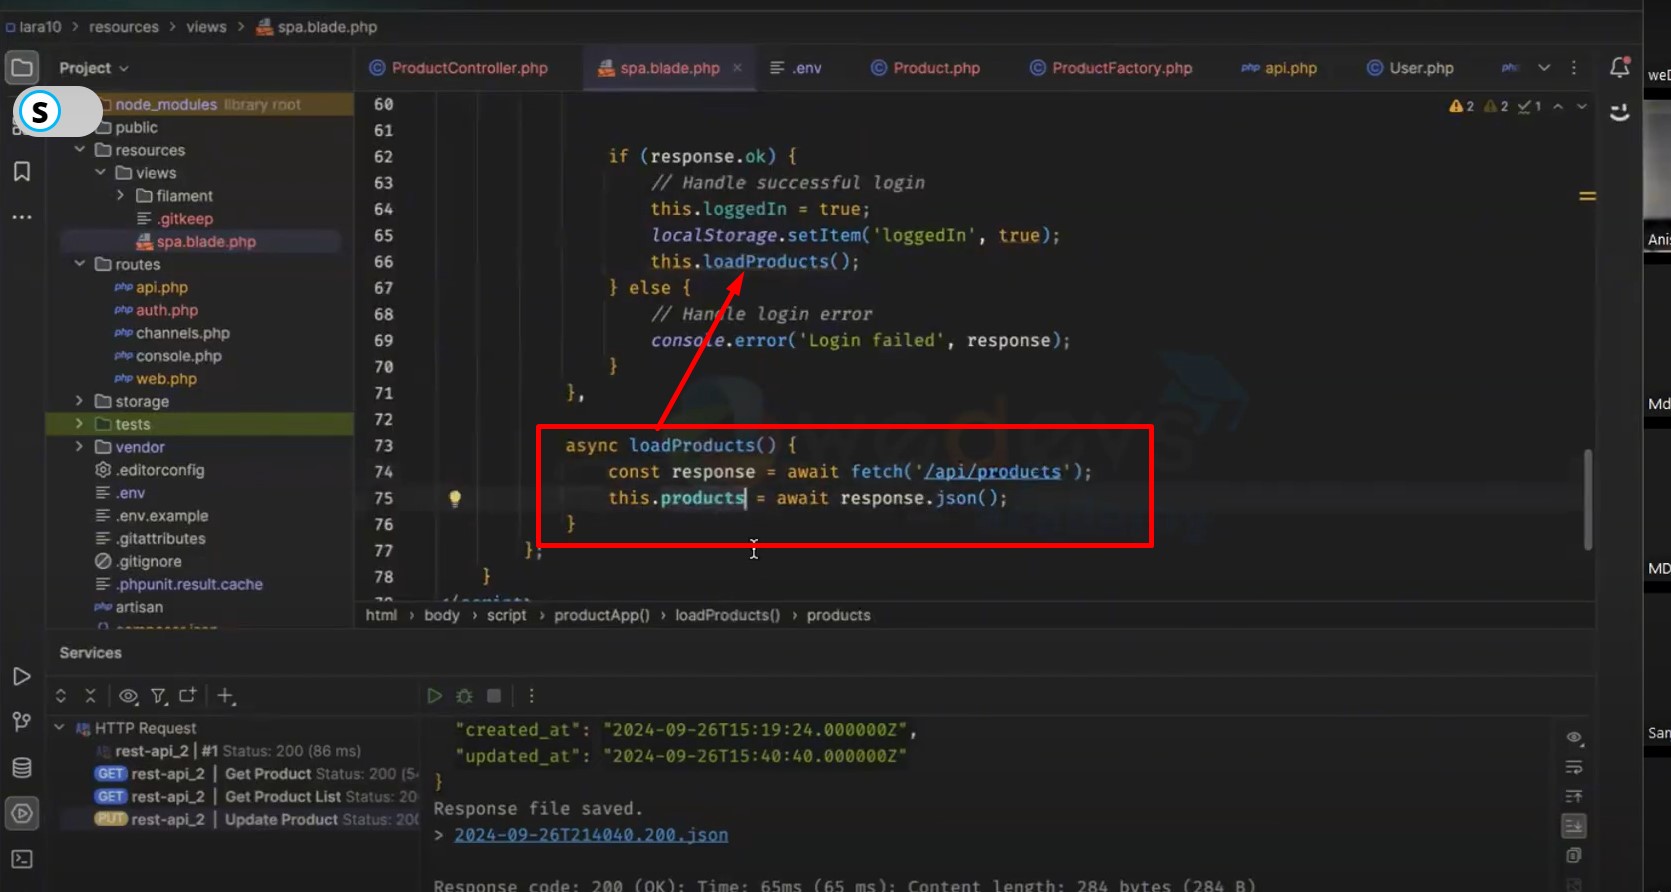 lara10 > resources > views > spa.blade.php
Project
ProductController.php
spa.blade.php ×
.env
Product.php
ProductFactory.php
php api.php
User.php
S
node_modules library root
public
resources
views
filament
.gitkeep
spa.blade.php
routes
php api.php
php auth.php
php channels.php
php console.php
php web.php
storage
tests
vendor
.editorconfig
.env
.env.example
.gitattributes
.gitignore
.phpunit.result.cache
php artisan
2 2 1
60
61
62 if (response.ok) {
63 // Handle successful login
64 this.loggedIn = true;
65 localStorage.setItem('loggedIn', true);
66 this.loadProducts();
67 } else {
68 // Handle login error
69 console.error('Login failed', response);
70 }
71 },
72
73 async loadProducts() {
74 const response = await fetch('/api/products');
75 this.products = await response.json();
76 }
77 };
78 }
html > body > script > productApp() > loadProducts() > products
Services
HTTP Request
rest-api_2 | #1 Status: 200 (86 ms)
GET rest-api_2 | Get Product Status: 200 (5
GET rest-api_2 | Get Product List Status: 20
PUT rest-api_2 | Update Product Status: 200
"created_at": "2024-09-26T15:19:24.000000Z",
"updated_at": "2024-09-26T15:40:40.000000Z"
}
Response file saved.
> 2024-09-26T214040.200.json
Response code: 200 (OK); Time: 65ms (65 ms); Content length: 284 bytes (284 B)
weD
Anis
Md
MD
San